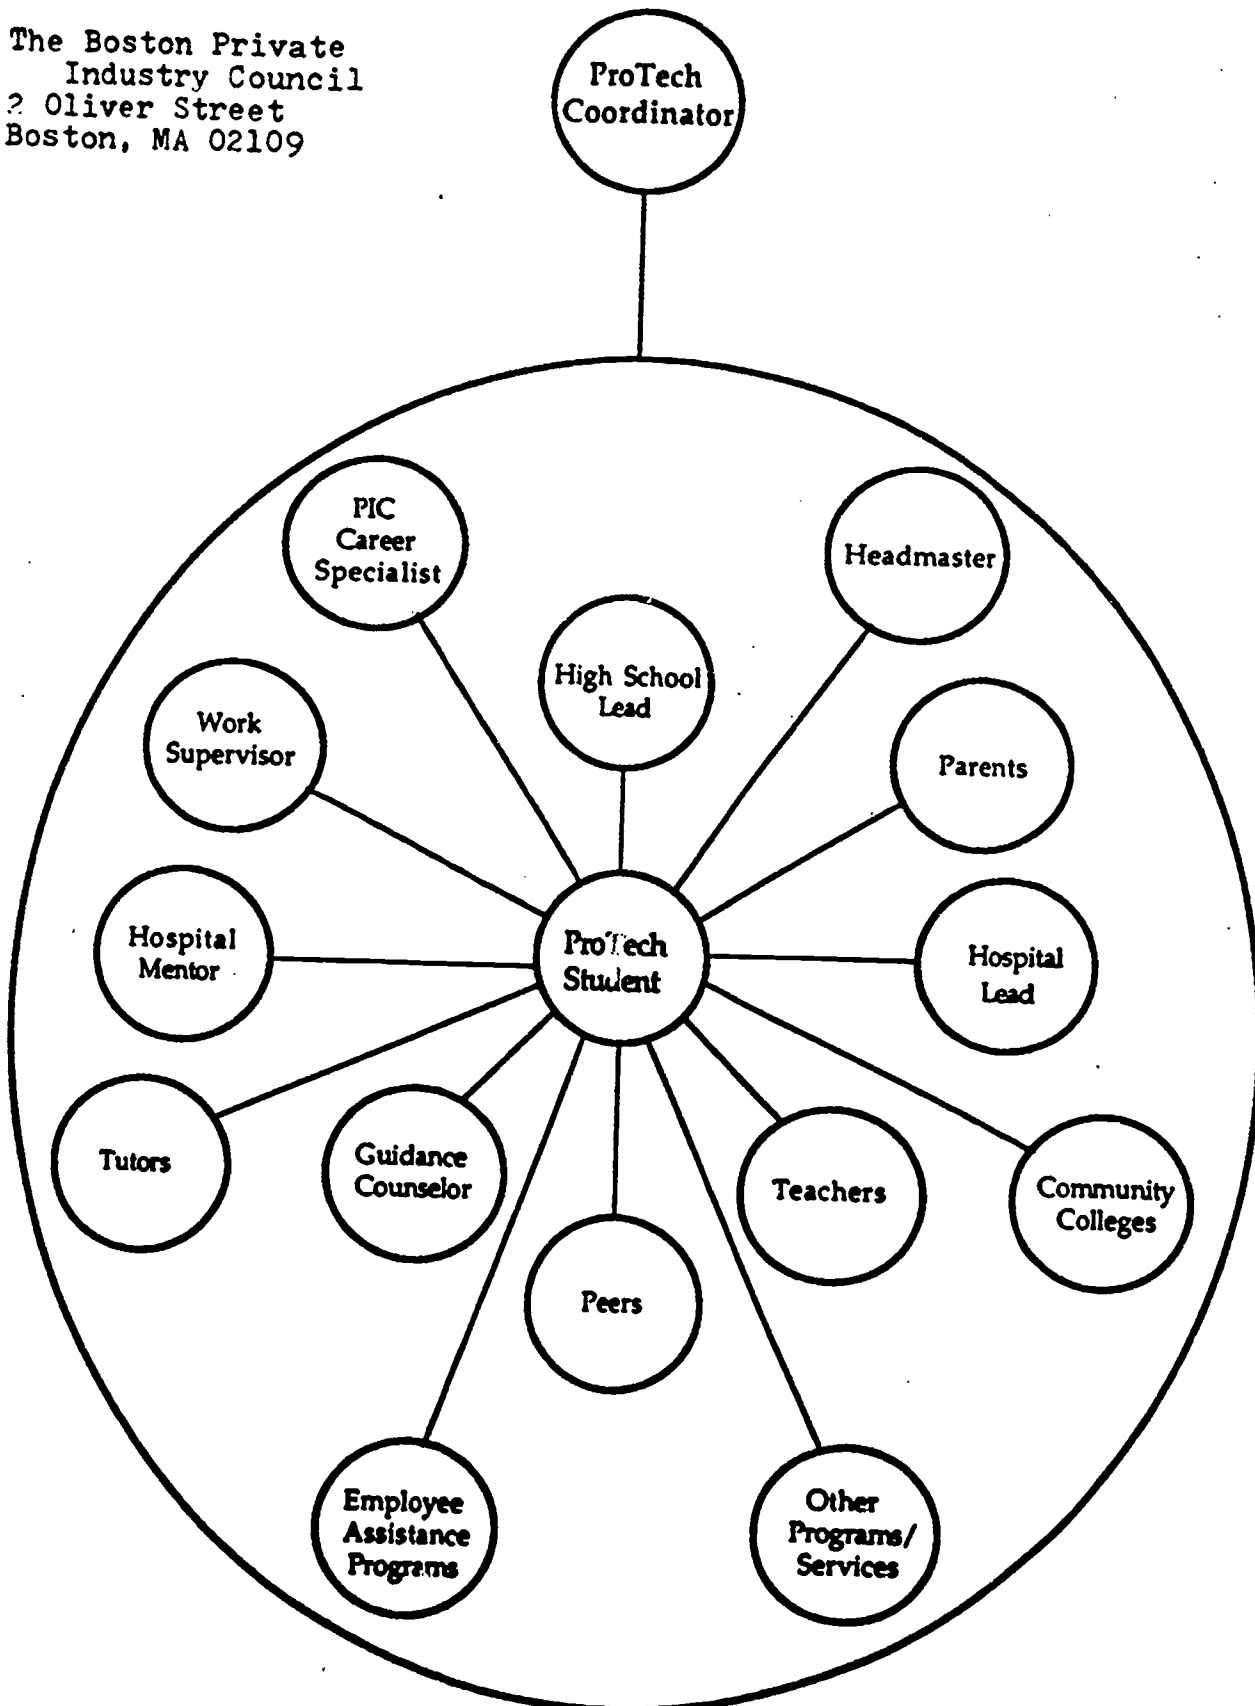 The Boston Private
Industry Council
2 Oliver Street
Boston, MA 02109
ProTech
Coordinator
PIC
Career
Specialist
Headmaster
High School
Lead
Work
Supervisor
Parents
Hospital
Mentor
ProTech
Student
Hospital
Lead
Tutors
Guidance
Counselor
Teachers
Community
Colleges
Peers
Employee
Assistance
Programs
Other
Programs/
Services